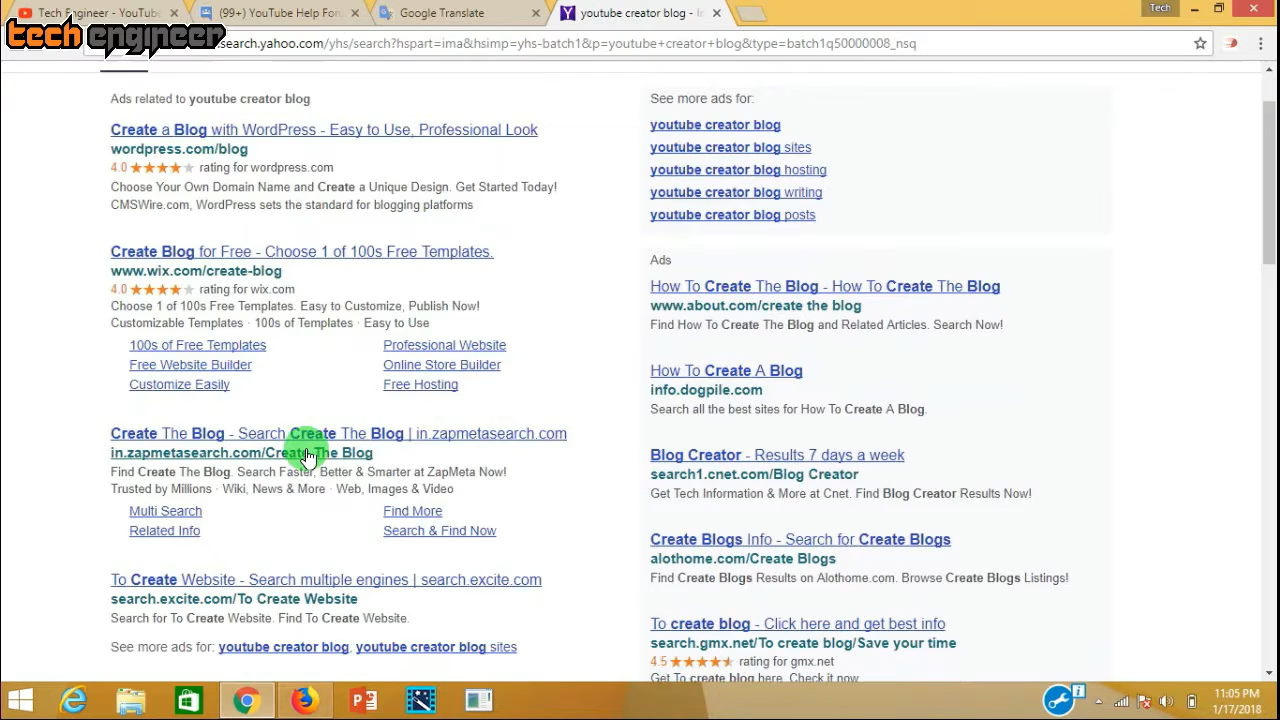 Tech Engineer - YouTube
(99+) YouTube Help For
Google Translate
youtube creator blog - In
Tech
tech engineer
search.yahoo.com/yhs/search?hspart=ima&hsimp=yhs-batch1&p=youtube+creator+blog&type=batch1q50000008_nsq
Ads related to youtube creator blog
Create a Blog with WordPress - Easy to Use, Professional Look
wordpress.com/blog
4.0 ★★★★★ rating for wordpress.com
Choose Your Own Domain Name and Create a Unique Design. Get Started Today!
CMSWire.com, WordPress sets the standard for blogging platforms
Create Blog for Free - Choose 1 of 100s Free Templates.
www.wix.com/create-blog
4.0 ★★★★★ rating for wix.com
Choose 1 of 100s Free Templates. Easy to Customize, Publish Now!
Customizable Templates · 100s of Templates · Easy to Use
100s of Free Templates
Professional Website
Free Website Builder
Online Store Builder
Customize Easily
Free Hosting
Create The Blog - Search Create The Blog | in.zapmetasearch.com
in.zapmetasearch.com/Create The Blog
Find Create The Blog. Search Faster, Better & Smarter at ZapMeta Now!
Trusted by Millions · Wiki, News & More · Web, Images & Video
Multi Search
Find More
Related Info
Search & Find Now
To Create Website - Search multiple engines | search.excite.com
search.excite.com/To Create Website
Search for To Create Website. Find To Create Website.
See more ads for: youtube creator blog, youtube creator blog sites
See more ads for:
youtube creator blog
youtube creator blog sites
youtube creator blog hosting
youtube creator blog writing
youtube creator blog posts
Ads
How To Create The Blog - How To Create The Blog
www.about.com/create the blog
Find How To Create The Blog and Related Articles. Search Now!
How To Create A Blog
info.dogpile.com
Search all the best sites for How To Create A Blog.
Blog Creator - Results 7 days a week
search1.cnet.com/Blog Creator
Get Tech Information & More at Cnet. Find Blog Creator Results Now!
Create Blogs Info - Search for Create Blogs
alothome.com/Create Blogs
Find Create Blogs Results on Alothome.com. Browse Create Blogs Listings!
To create blog - Click here and get best info
search.gmx.net/To create blog/Save your time
4.5 ★★★★★ rating for gmx.net
Get To create blog here. Check it now
11:05 PM
1/17/2018